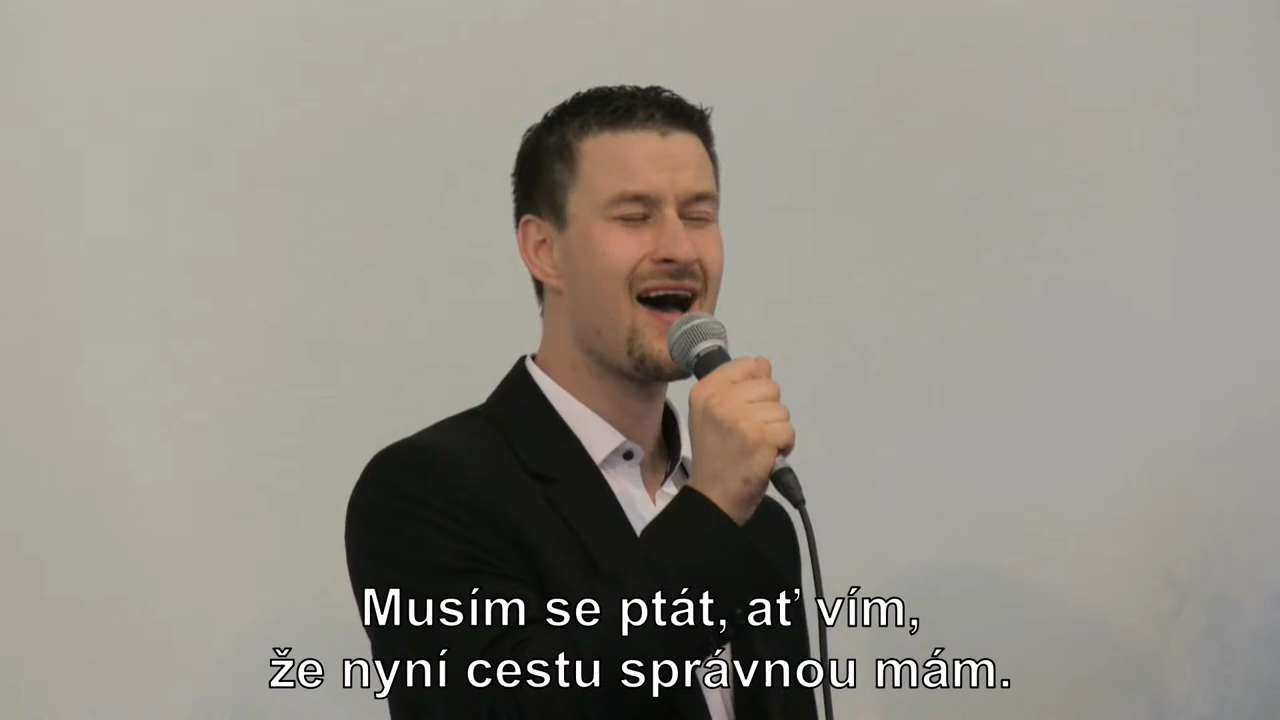 Musím se ptát, ať vím,
že nyní cestu správnou mám.